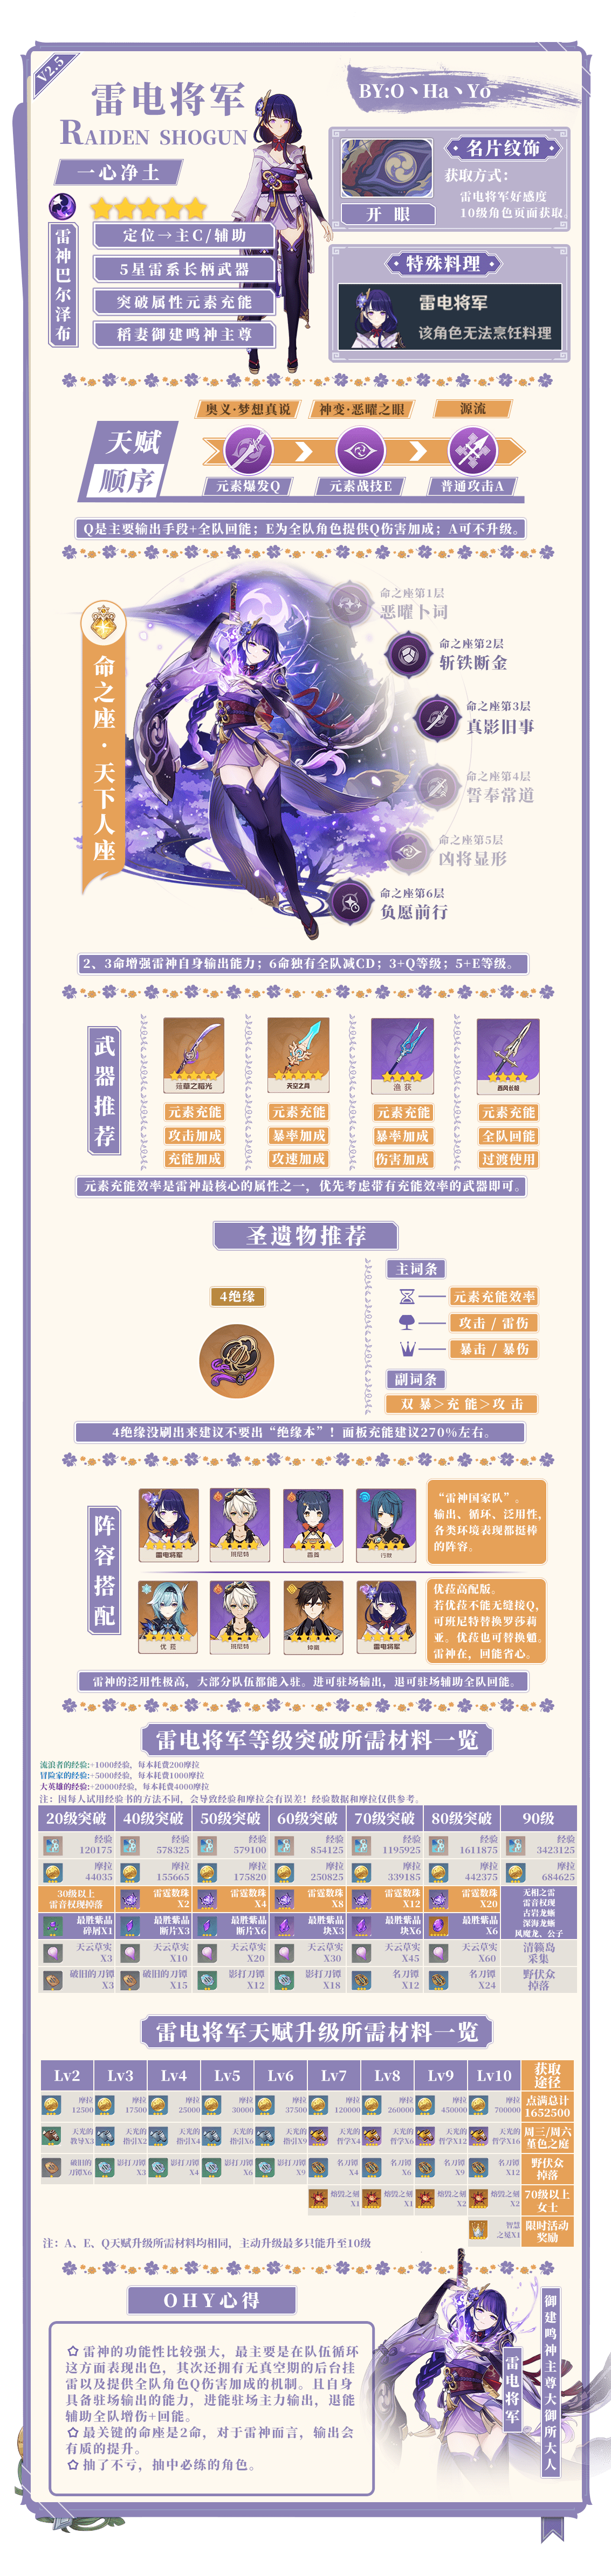 V2.5
雷电将军
RAIDEN SHOGUN
BY:O丶Ha丶Yo
一心净土
雷神巴尔泽布
定位→主C/辅助
5星雷系长柄武器
突破属性元素充能
稻妻御建鸣神主尊
名片纹饰
获取方式:
雷电将军好感度
10级角色页面获取。
开 眼
特殊料理
雷电将军
该角色无法烹饪料理
天赋
顺序
奥义·梦想真说
神变·恶曜之眼
源流
元素爆发Q
元素战技E
普通攻击A
Q是主要输出手段+全队回能；E为全队角色提供Q伤害加成；A可不升级。
命之座·天下人座
命之座第1层
恶曜卜词
命之座第2层
斩铁断金
命之座第3层
真影旧事
命之座第4层
誓奉常道
命之座第5层
凶将显形
命之座第6层
负愿前行
2、3命增强雷神自身输出能力；6命独有全队减CD；3+Q等级；5+E等级。
武器推荐
薙草之稻光
天空之脊
渔 获
西风长枪
元素充能
元素充能
元素充能
元素充能
攻击加成
暴率加成
暴率加成
全队回能
充能加成
攻速加成
伤害加成
过渡使用
元素充能效率是雷神最核心的属性之一，优先考虑带有充能效率的武器即可。
圣遗物推荐
4绝缘
主词条
元素充能效率
攻击 / 雷伤
暴击 / 暴伤
副词条
双 暴＞充 能＞攻 击
4绝缘没刷出来建议不要出“绝缘本”！面板充能建议270%左右。
阵容搭配
雷电将军
班尼特
香菱
行秋
“雷神国家队”。
输出、循环、泛用性,
各类环境表现都挺棒
的阵容。
优 菈
班尼特
钟离
雷电将军
优菈高配版。
若优菈不能无缝接Q,
可班尼特替换罗莎莉
亚。优菈也可替换魈。
雷神在，回能省心。
雷神的泛用性极高，大部分队伍都能入驻。进可驻场输出，退可驻场辅助全队回能。
雷电将军等级突破所需材料一览
流浪者的经验:+1000经验，每本耗费200摩拉
冒险家的经验:+5000经验，每本耗费1000摩拉
大英雄的经验:+20000经验，每本耗费4000摩拉
注：因每人试用经验书的方法不同，会导致经验和摩拉会有误差！经验数据和摩拉仅供参考。
20级突破 40级突破 50级突破 60级突破 70级突破 80级突破 90级
经验 经验 经验 经验 经验 经验 经验
120175 578325 579100 854125 1195925 1611875 3423125
摩拉 摩拉 摩拉 摩拉 摩拉 摩拉 摩拉
44035 155665 175820 250825 339185 442375 684625
30级以上
雷音权现掉落
雷霆数珠 雷霆数珠 雷霆数珠 雷霆数珠 雷霆数珠
X2 X4 X8 X12 X20
无相之雷
雷音权现
古岩龙蜥
深海龙蜥
风魔龙、公子
最胜紫晶 最胜紫晶 最胜紫晶 最胜紫晶 最胜紫晶 最胜紫晶
碎屑X1 断片X3 断片X6 块X3 块X6 X6
天云草实 天云草实 天云草实 天云草实 天云草实 天云草实 清籁岛
X3 X10 X20 X30 X45 X60 采集
破旧的刀镡 破旧的刀镡 影打刀镡 影打刀镡 名刀镡 名刀镡 野伏众
X3 X15 X12 X18 X12 X24 掉落
雷电将军天赋升级所需材料一览
Lv2 Lv3 Lv4 Lv5 Lv6 Lv7 Lv8 Lv9 Lv10 获取
途径
摩拉 摩拉 摩拉 摩拉 摩拉 摩拉 摩拉 摩拉 摩拉 点满总计
12500 17500 25000 30000 37500 120000 260000 450000 700000 1652500
天光的 天光的 天光的 天光的 天光的 天光的 天光的 天光的 天光的 周三/周六
教导X3 指引X2 指引X4 指引X6 指引X9 哲学X4 哲学X6 哲学X12 哲学X16 菫色之庭
破旧的 影打刀镡 影打刀镡 影打刀镡 影打刀镡 名刀镡 名刀镡 名刀镡 名刀镡 野伏众
刀镡X6 X3 X4 X6 X9 X4 X6 X9 X12 掉落
熔毁之刻 熔毁之刻 熔毁之刻 熔毁之刻 70级以上
X1 X1 X2 X2 女士
智慧 限时活动
之冕X1 奖励
注：A、E、Q天赋升级所需材料均相同，主动升级最多只能升至10级
OHY心得
雷神的功能性比较强大，最主要是在队伍循环
这方面表现出色，其次还拥有无真空期的后台挂
雷以及提供全队角色Q伤害加成的机制。且自身
具备驻场输出的能力，进能驻场主力输出，退能
辅助全队增伤+回能。
最关键的命座是2命，对于雷神而言，输出会
有质的提升。
抽了不亏，抽中必练的角色。
雷电将军
御建鸣神主尊大御所大人